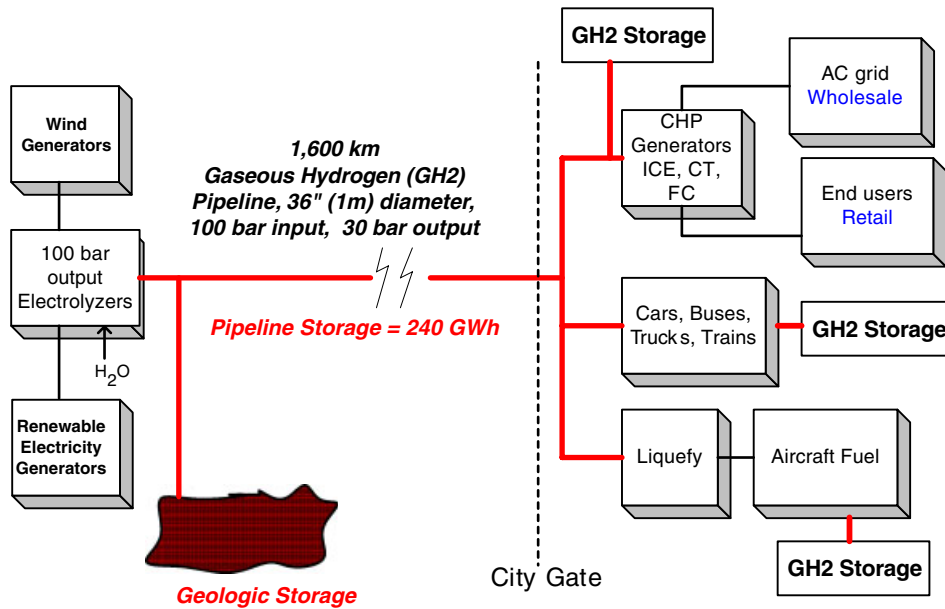 GH2 Storage
Wind
Generators
1,600 km
Gaseous Hydrogen (GH2)
Pipeline, 36" (1m) diameter,
100 bar input, 30 bar output
CHP
Generators
ICE, CT,
FC
AC grid
Wholesale
End users
Retail
100 bar
output
Electrolyzers
H2O
Pipeline Storage = 240 GWh
Cars, Buses,
Trucks, Trains
GH2 Storage
Renewable
Electricity
Generators
Liquefy
Aircraft Fuel
GH2 Storage
City Gate
Geologic Storage